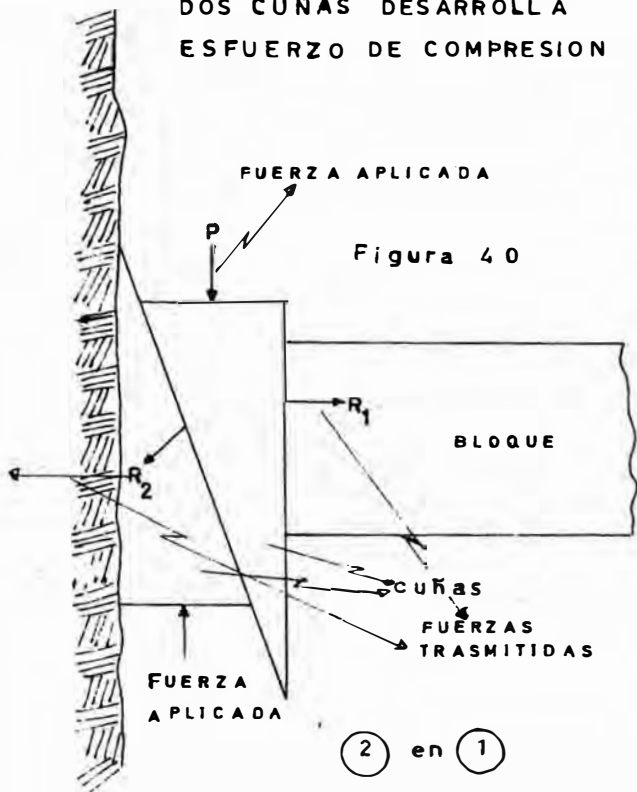 DOS CUNAS DESARROLLA
ESFUERZO DE COMPRESION
FUERZA APLICADA
P
Figura 40
R1
BLOQUE
R2
cuñas
FUERZAS
TRASMITIDAS
FUERZA
APLICADA
2 en 1